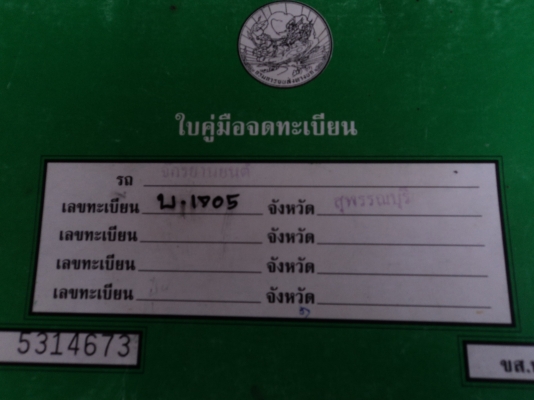 ใบคู่มือจดทะเบียน
รถ จักรยานยนต์
เลขทะเบียน จังหวัด สุพรรณบุรี
เลขทะเบียน จังหวัด
เลขทะเบียน จังหวัด
เลขทะเบียน จังหวัด
5314673